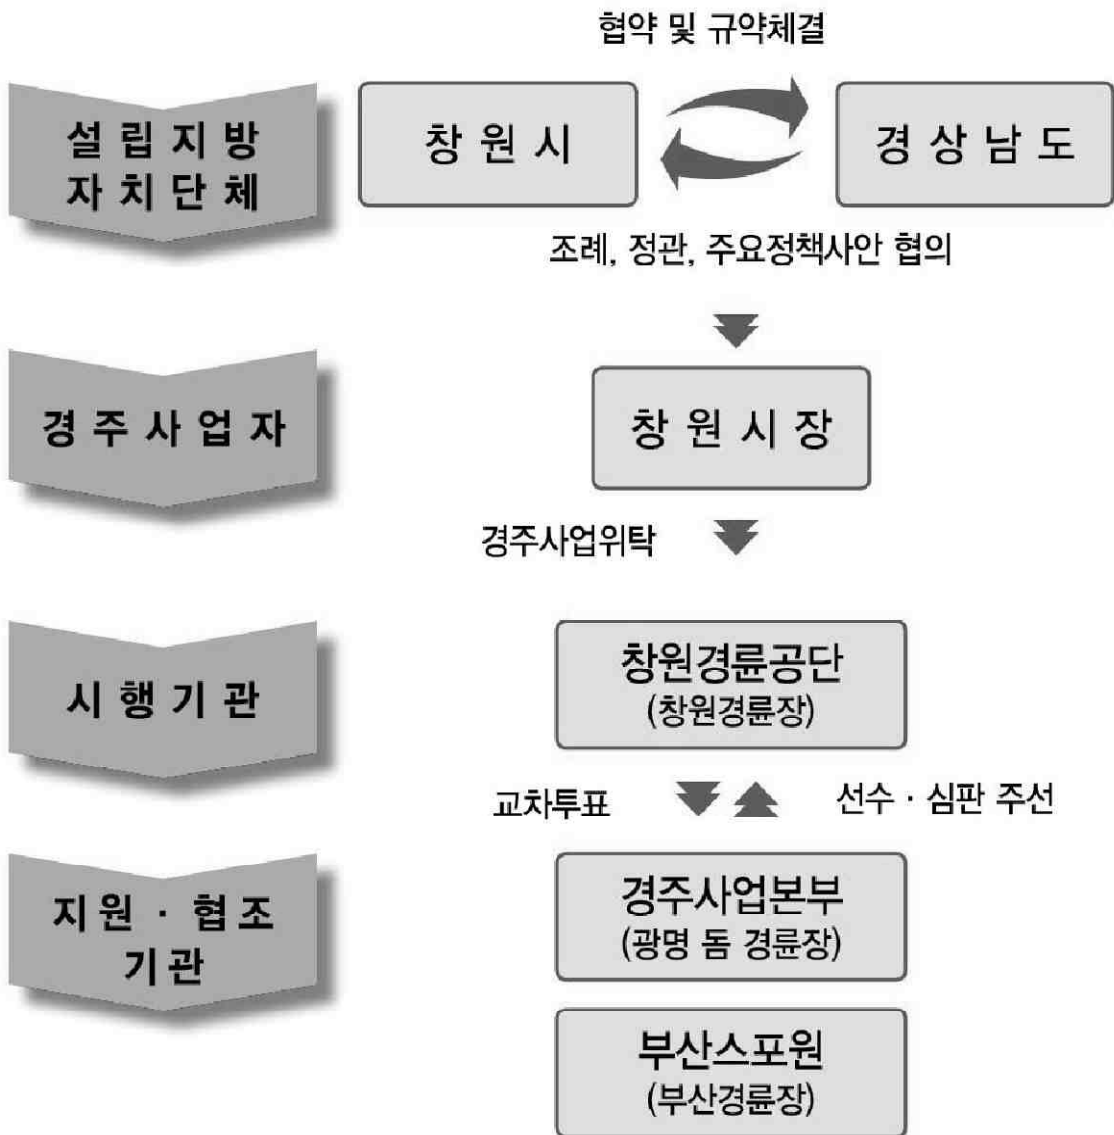 협약 및 규약체결
설 립 지 방
자 치 단 체
창 원 시
경 상 남 도
조례, 정관, 주요정책사안 협의
경 주 사 업 자
창 원 시 장
경주사업위탁
시 행 기 관
창원경륜공단
(창원경륜장)
교차투표
선수 · 심판 주선
지 원 · 협 조
기 관
경주사업본부
(광명 돔 경륜장)
부산스포원
(부산경륜장)